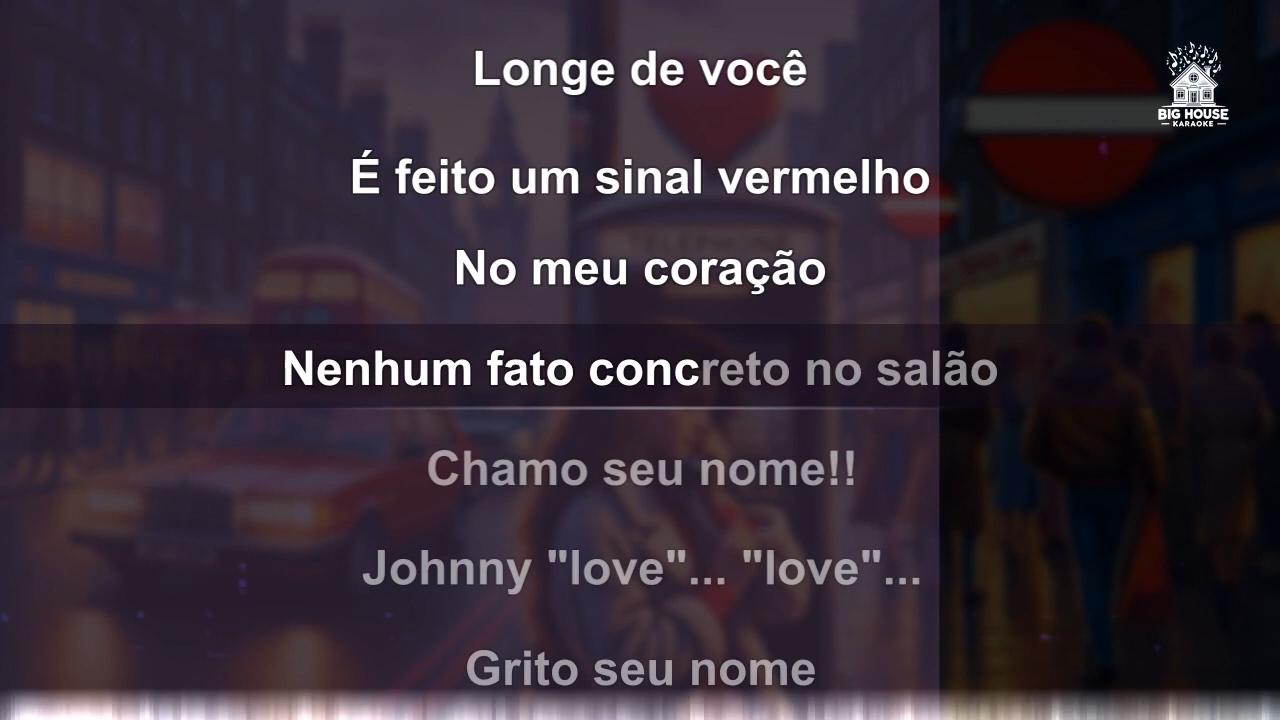 Longe de você
É feito um sinal vermelho
No meu coração
Nenhum fato concreto no salão
Chamo seu nome!!
Johnny "love"... "love"...
Grito seu nome
BIG HOUSE
KARAOKE